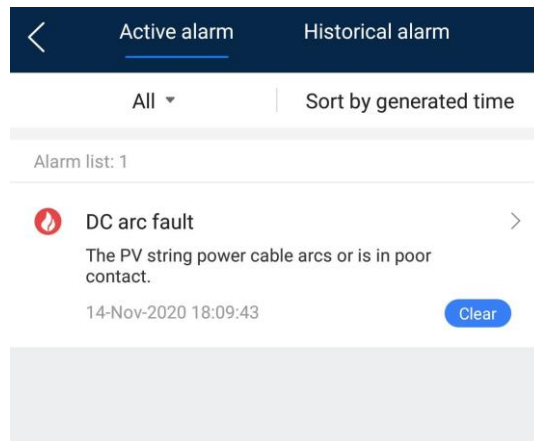 Active alarm Historical alarm
All Sort by generated time
Alarm list: 1
DC arc fault
The PV string power cable arcs or is in poor
contact.
14-Nov-2020 18:09:43 Clear